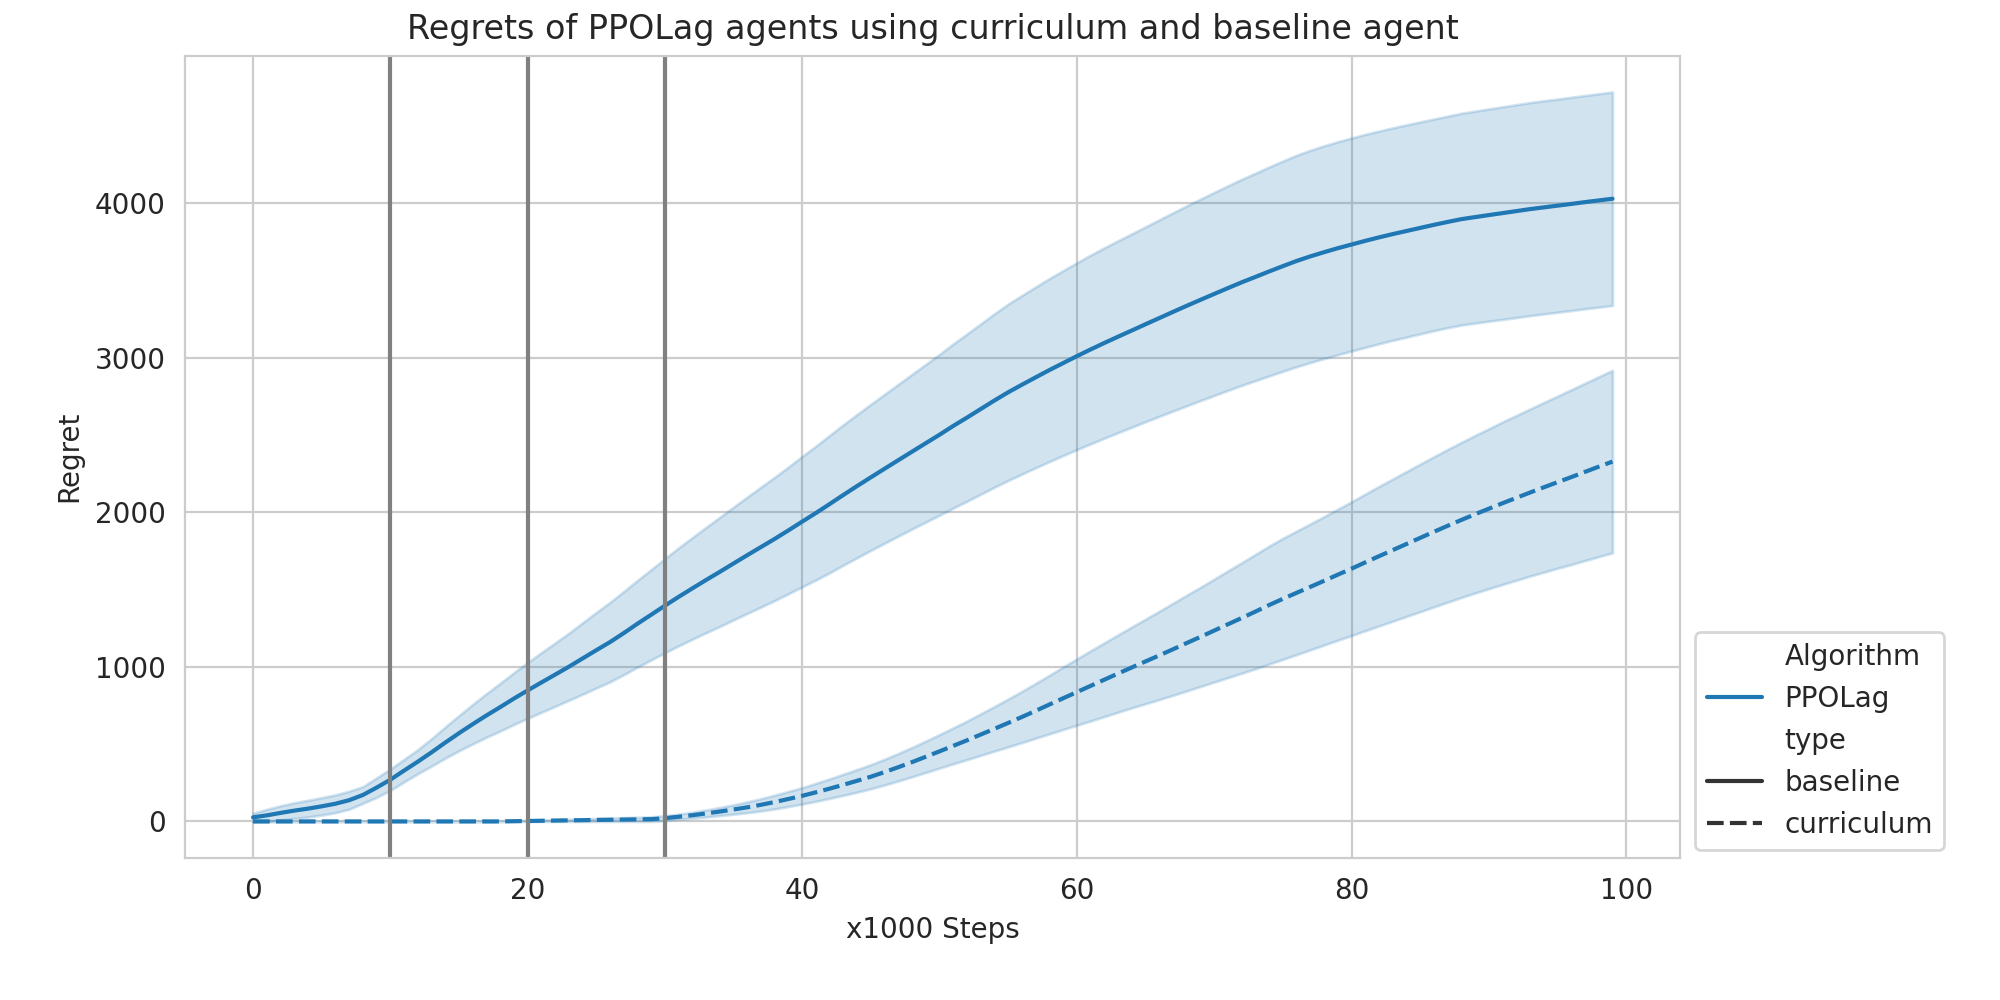 Regrets of PPOLag agents using curriculum and baseline agent
4000
3000
2000
1000
0
Regret
0 20 40 60 80 100
x1000 Steps
Algorithm
PPOLag
type
baseline
curriculum